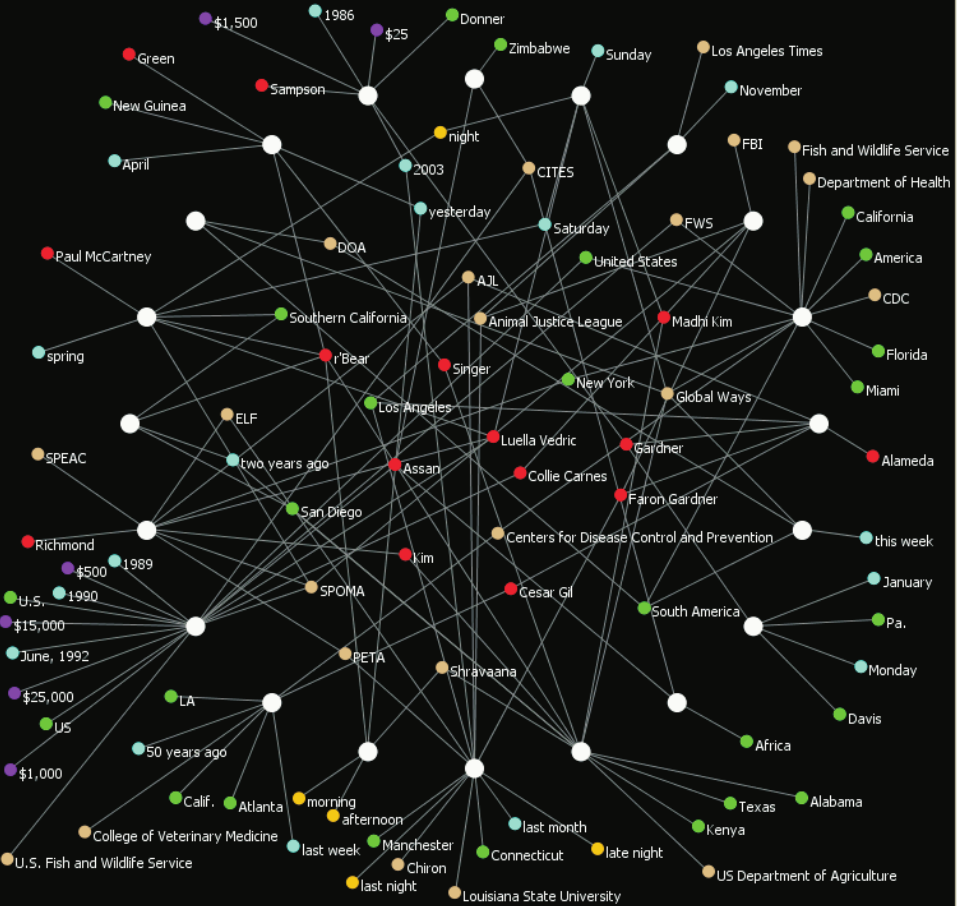 $1,500
1986
$25
Donner
Zimbabwe
Sunday
Los Angeles Times
Green
Sampson
November
New Guinea
night
FBI
Fish and Wildlife Service
April
2003
CITES
Department of Health
yesterday
Saturday
FWS
California
Paul McCartney
DOA
United States
America
AJL
CDC
Southern California
Animal Justice League
Madhi Kim
spring
r'Bear
Singer
Florida
New York
Miami
Los Angeles
Global Ways
ELF
Luella Vedric
Gardner
SPEAC
two years ago
Assan
Collie Carnes
Alameda
San Diego
Faron Gardner
Richmond
Centers for Disease Control and Prevention
this week
1989
Kim
$500
SPOMA
Cesar Gil
January
U.S.
1990
South America
$15,000
Pa.
June, 1992
PETA
Shravaana
Monday
$25,000
LA
US
Davis
50 years ago
Africa
$1,000
Calif.
Atlanta
morning
Texas
Alabama
afternoon
College of Veterinary Medicine
last month
Kenya
Manchester
last week
Connecticut
late night
U.S. Fish and Wildlife Service
Chiron
last night
US Department of Agriculture
Louisiana State University